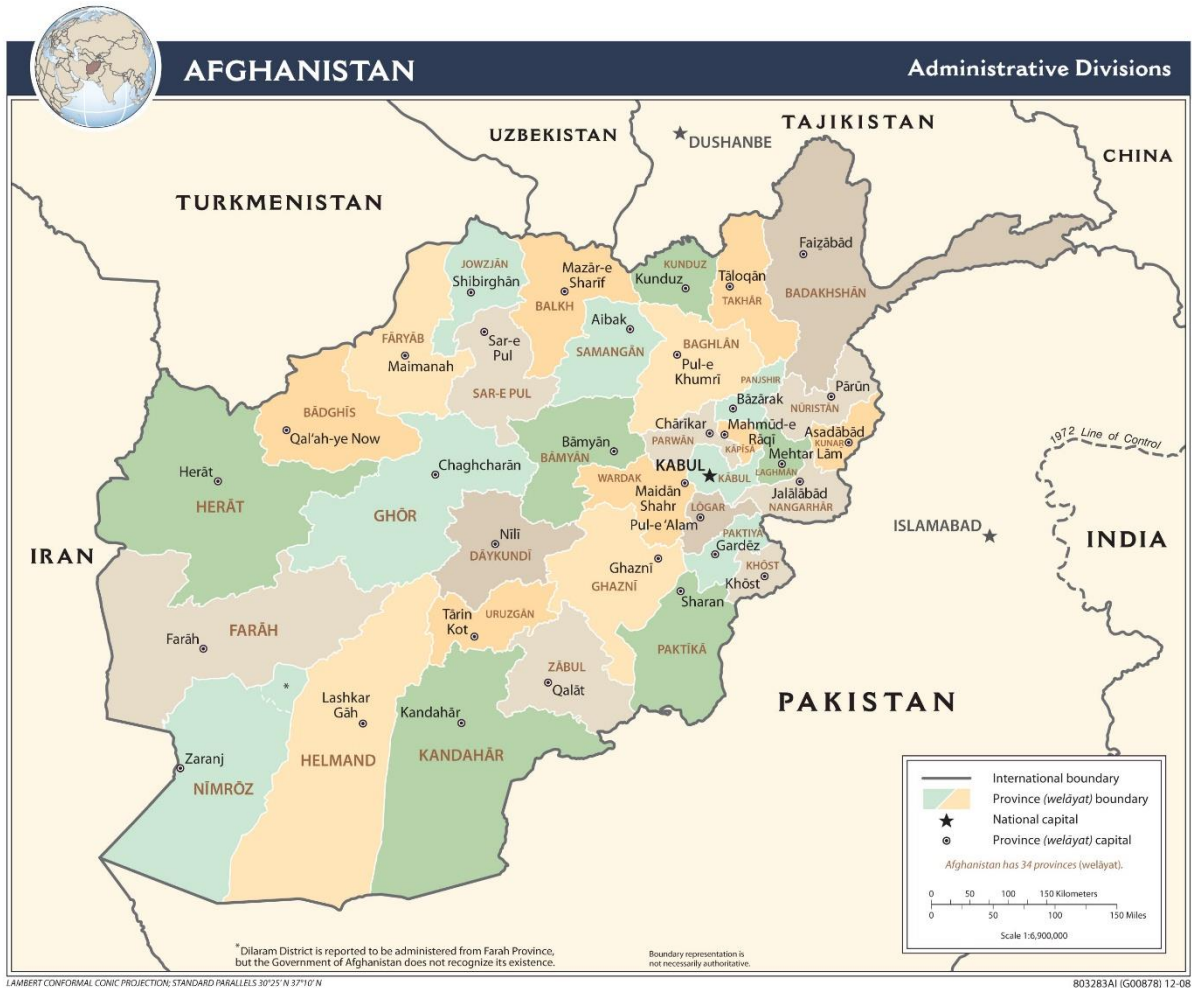 AFGHANISTAN
Administrative Divisions
UZBEKISTAN
TAJIKISTAN
DUSHANBE
CHINA
TURKMENISTAN
Faiẕābād
JOWZJĀN
Shibirghān
Mazār-e
Sharīf
BALKH
KUNDUZ
Kunduz
Tāloqān
TAKHĀR
BADAKHSHĀN
Aibak
SAMANGĀN
FĀRYĀB
Maimanah
Sar-e
Pul
SAR-E PUL
BAGHLĀN
Pul-e
Khumrī
PANJSHIR
Bāzārak
Pārūn
NŪRISTĀN
BĀDGHĪS
Qal'ah-ye Now
Chārīkar
PARWĀN
Mahmūd-e
Rāqī
KĀPĪSĀ
Asadābād
KUNAR
Mehtar Lām
LAGHMĀN
1972 Line of Control
Bāmyān
BĀMYĀN
Chaghcharān
Herāt
HERĀT
GHŌR
KABUL
KĀBUL
WARDAK
Maidān
Shahr
Jalālābād
NANGARHĀR
LŌGAR
Pul-e 'Alam
PAKTIYĀ
Gardēz
ISLAMABAD
INDIA
IRAN
Nīlī
DĀYKUNDĪ
Ghaznī
GHAZNĪ
KHŌST
Khōst
Sharan
PAKTĪKĀ
Tārin
Kot
URUZGĀN
Farāh
FARĀH
ZĀBUL
Qalāt
*
Lashkar
Gāh
HELMAND
Kandahār
KANDAHĀR
PAKISTAN
Zaranj
NĪMRŌZ
International boundary
Province (welāyat) boundary
National capital
Province (welāyat) capital
Afghanistan has 34 provinces (welāyat).
0 50 100 150 Kilometers
0 50 100 150 Miles
Scale 1:6,900,000
*Dilaram District is reported to be administered from Farah Province,
but the Government of Afghanistan does not recognize its existence.
Boundary representation is
not necessarily authoritative.
LAMBERT CONFORMAL CONIC PROJECTION; STANDARD PARALLELS 30°25' N 37°10' N
803283AI (G00878) 12-08